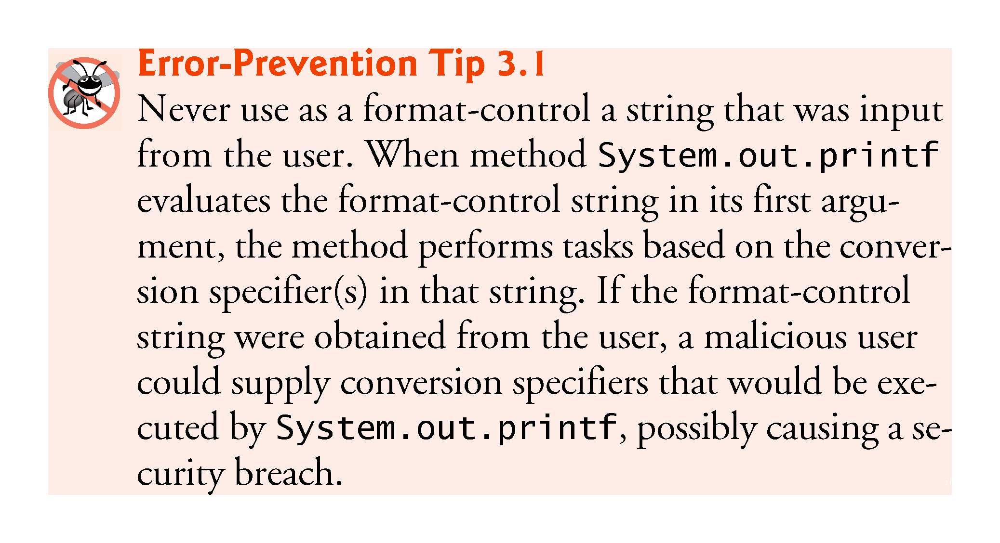 Error-Prevention Tip 3.1
Never use as a format-control a string that was input
from the user. When method System.out.printf
evaluates the format-control string in its first argu-
ment, the method performs tasks based on the conver-
sion specifier(s) in that string. If the format-control
string were obtained from the user, a malicious user
could supply conversion specifiers that would be exe-
cuted by System.out.printf, possibly causing a se-
curity breach.